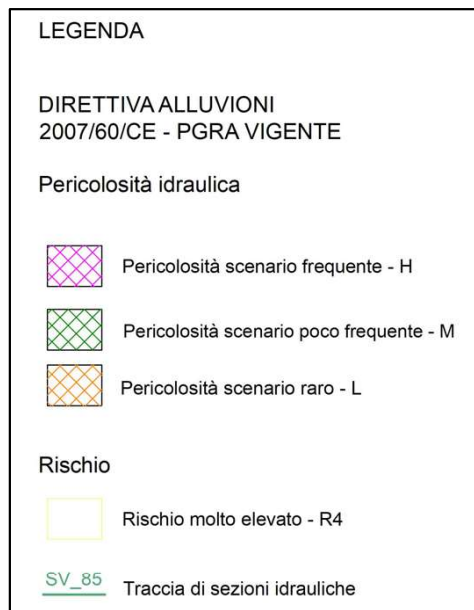 LEGENDA
DIRETTIVA ALLUVIONI
2007/60/CE - PGRA VIGENTE
Pericolosità idraulica
Pericolosità scenario frequente - H
Pericolosità scenario poco frequente - M
Pericolosità scenario raro - L
Rischio
Rischio molto elevato - R4
SV_85 Traccia di sezioni idrauliche